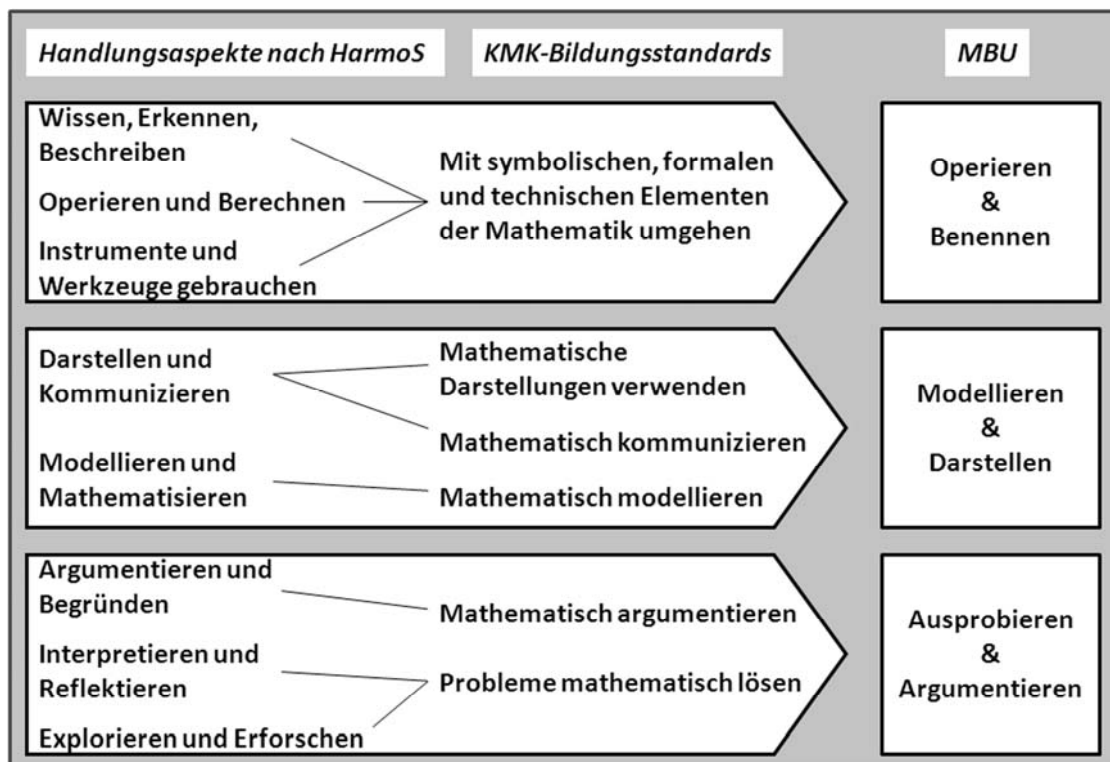 Handlungsaspekte nach HarmoS
KMK-Bildungsstandards
MBU
Wissen, Erkennen,
Beschreiben
Operieren und Berechnen
Instrumente und
Werkzeuge gebrauchen
Mit symbolischen, formalen
und technischen Elementen
der Mathematik umgehen
Operieren
&
Benennen
Darstellen und
Kommunizieren
Modellieren und
Mathematisieren
Mathematische
Darstellungen verwenden
Mathematisch kommunizieren
Mathematisch modellieren
Modellieren
&
Darstellen
Argumentieren und
Begründen
Interpretieren und
Reflektieren
Explorieren und Erforschen
Mathematisch argumentieren
Probleme mathematisch lösen
Ausprobieren
&
Argumentieren